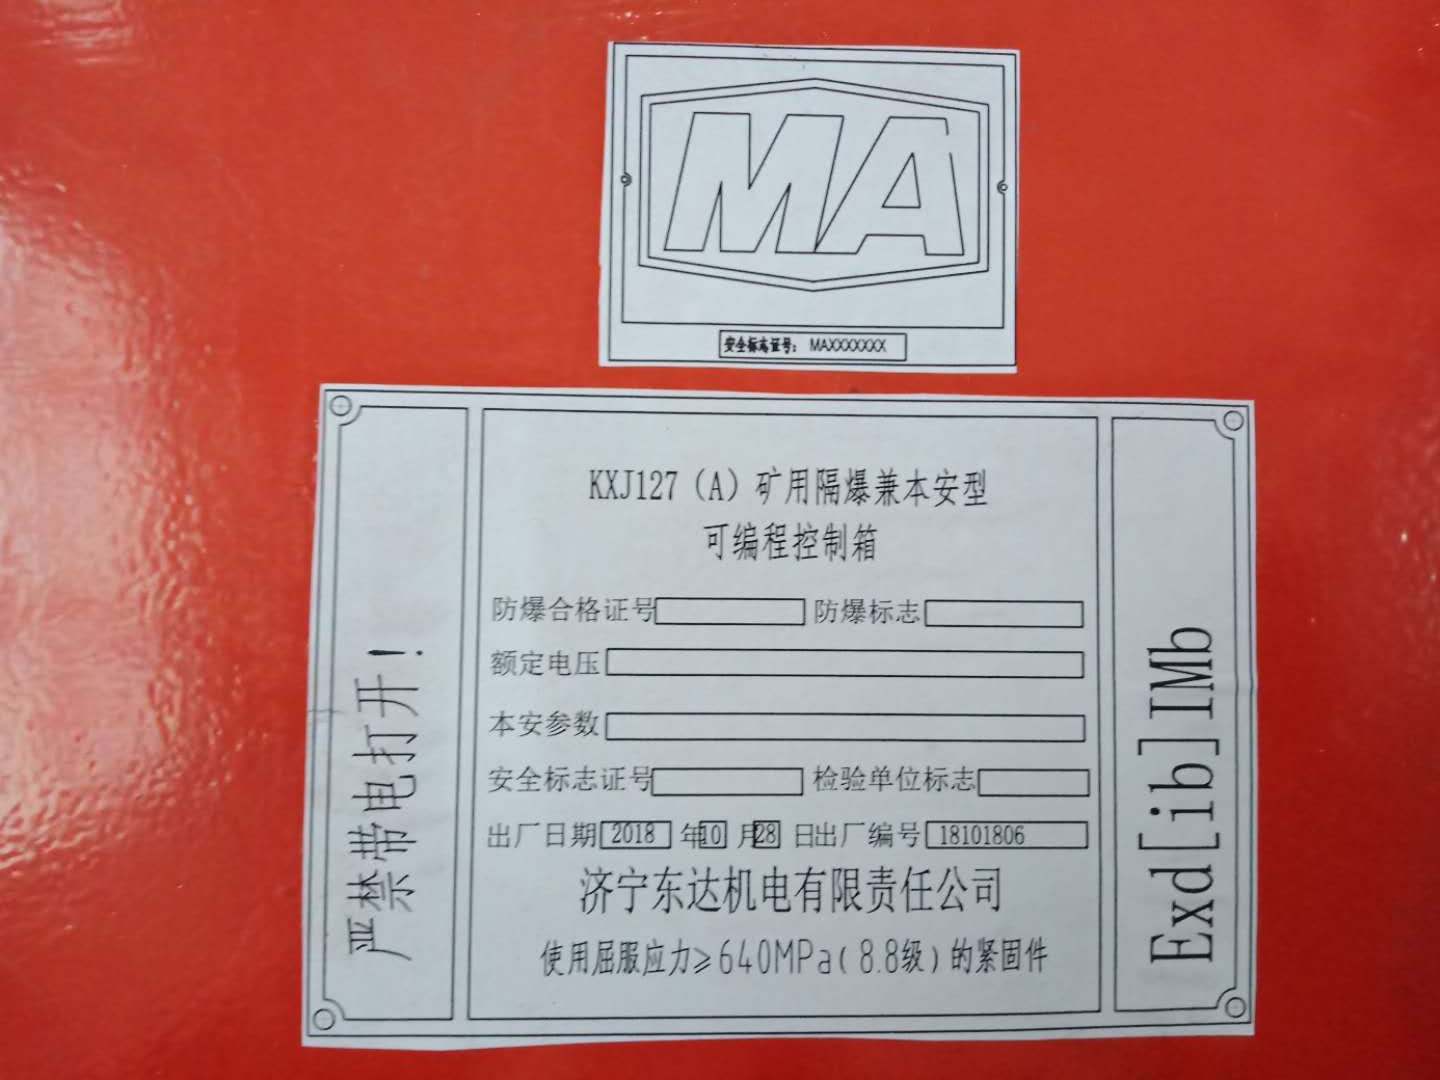 MA
安全标志证号: MAXXXXXXX
KXJ127（A）矿用隔爆兼本安型
可编程控制箱
防爆合格证号 防爆标志
额定电压
本安参数
安全标志证号 检验单位标志
出厂日期 2018 年 10 月 28 日 出厂编号 18101806
济宁东达机电有限责任公司
使用屈服应力≥640MPa(8.8级)的紧固件
严禁带电打开！
Exd[ib]IMb